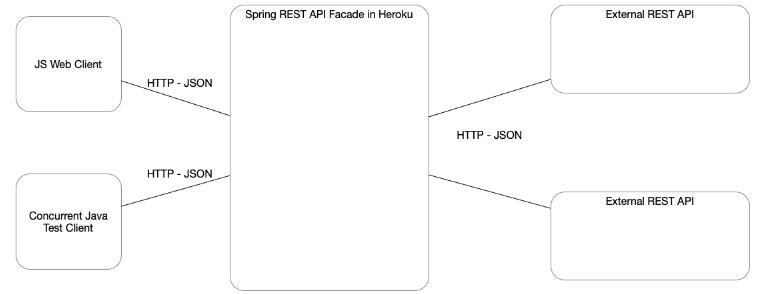 Spring REST API Facade in Heroku
External REST API
JS Web Client
HTTP - JSON
HTTP - JSON
HTTP - JSON
Concurrent Java
Test Client
External REST API